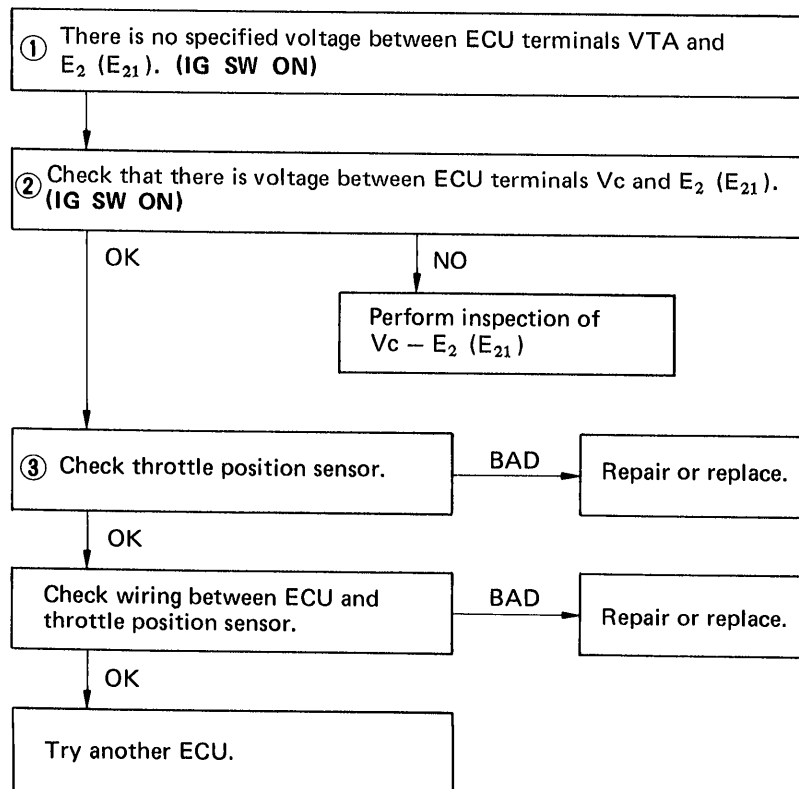 ① There is no specified voltage between ECU terminals VTA and
E₂ (E₂₁). (IG SW ON)
② Check that there is voltage between ECU terminals Vc and E₂ (E₂₁).
(IG SW ON)
OK
NO
Perform inspection of
Vc – E₂ (E₂₁)
③ Check throttle position sensor.
BAD
Repair or replace.
OK
Check wiring between ECU and
throttle position sensor.
BAD
Repair or replace.
OK
Try another ECU.